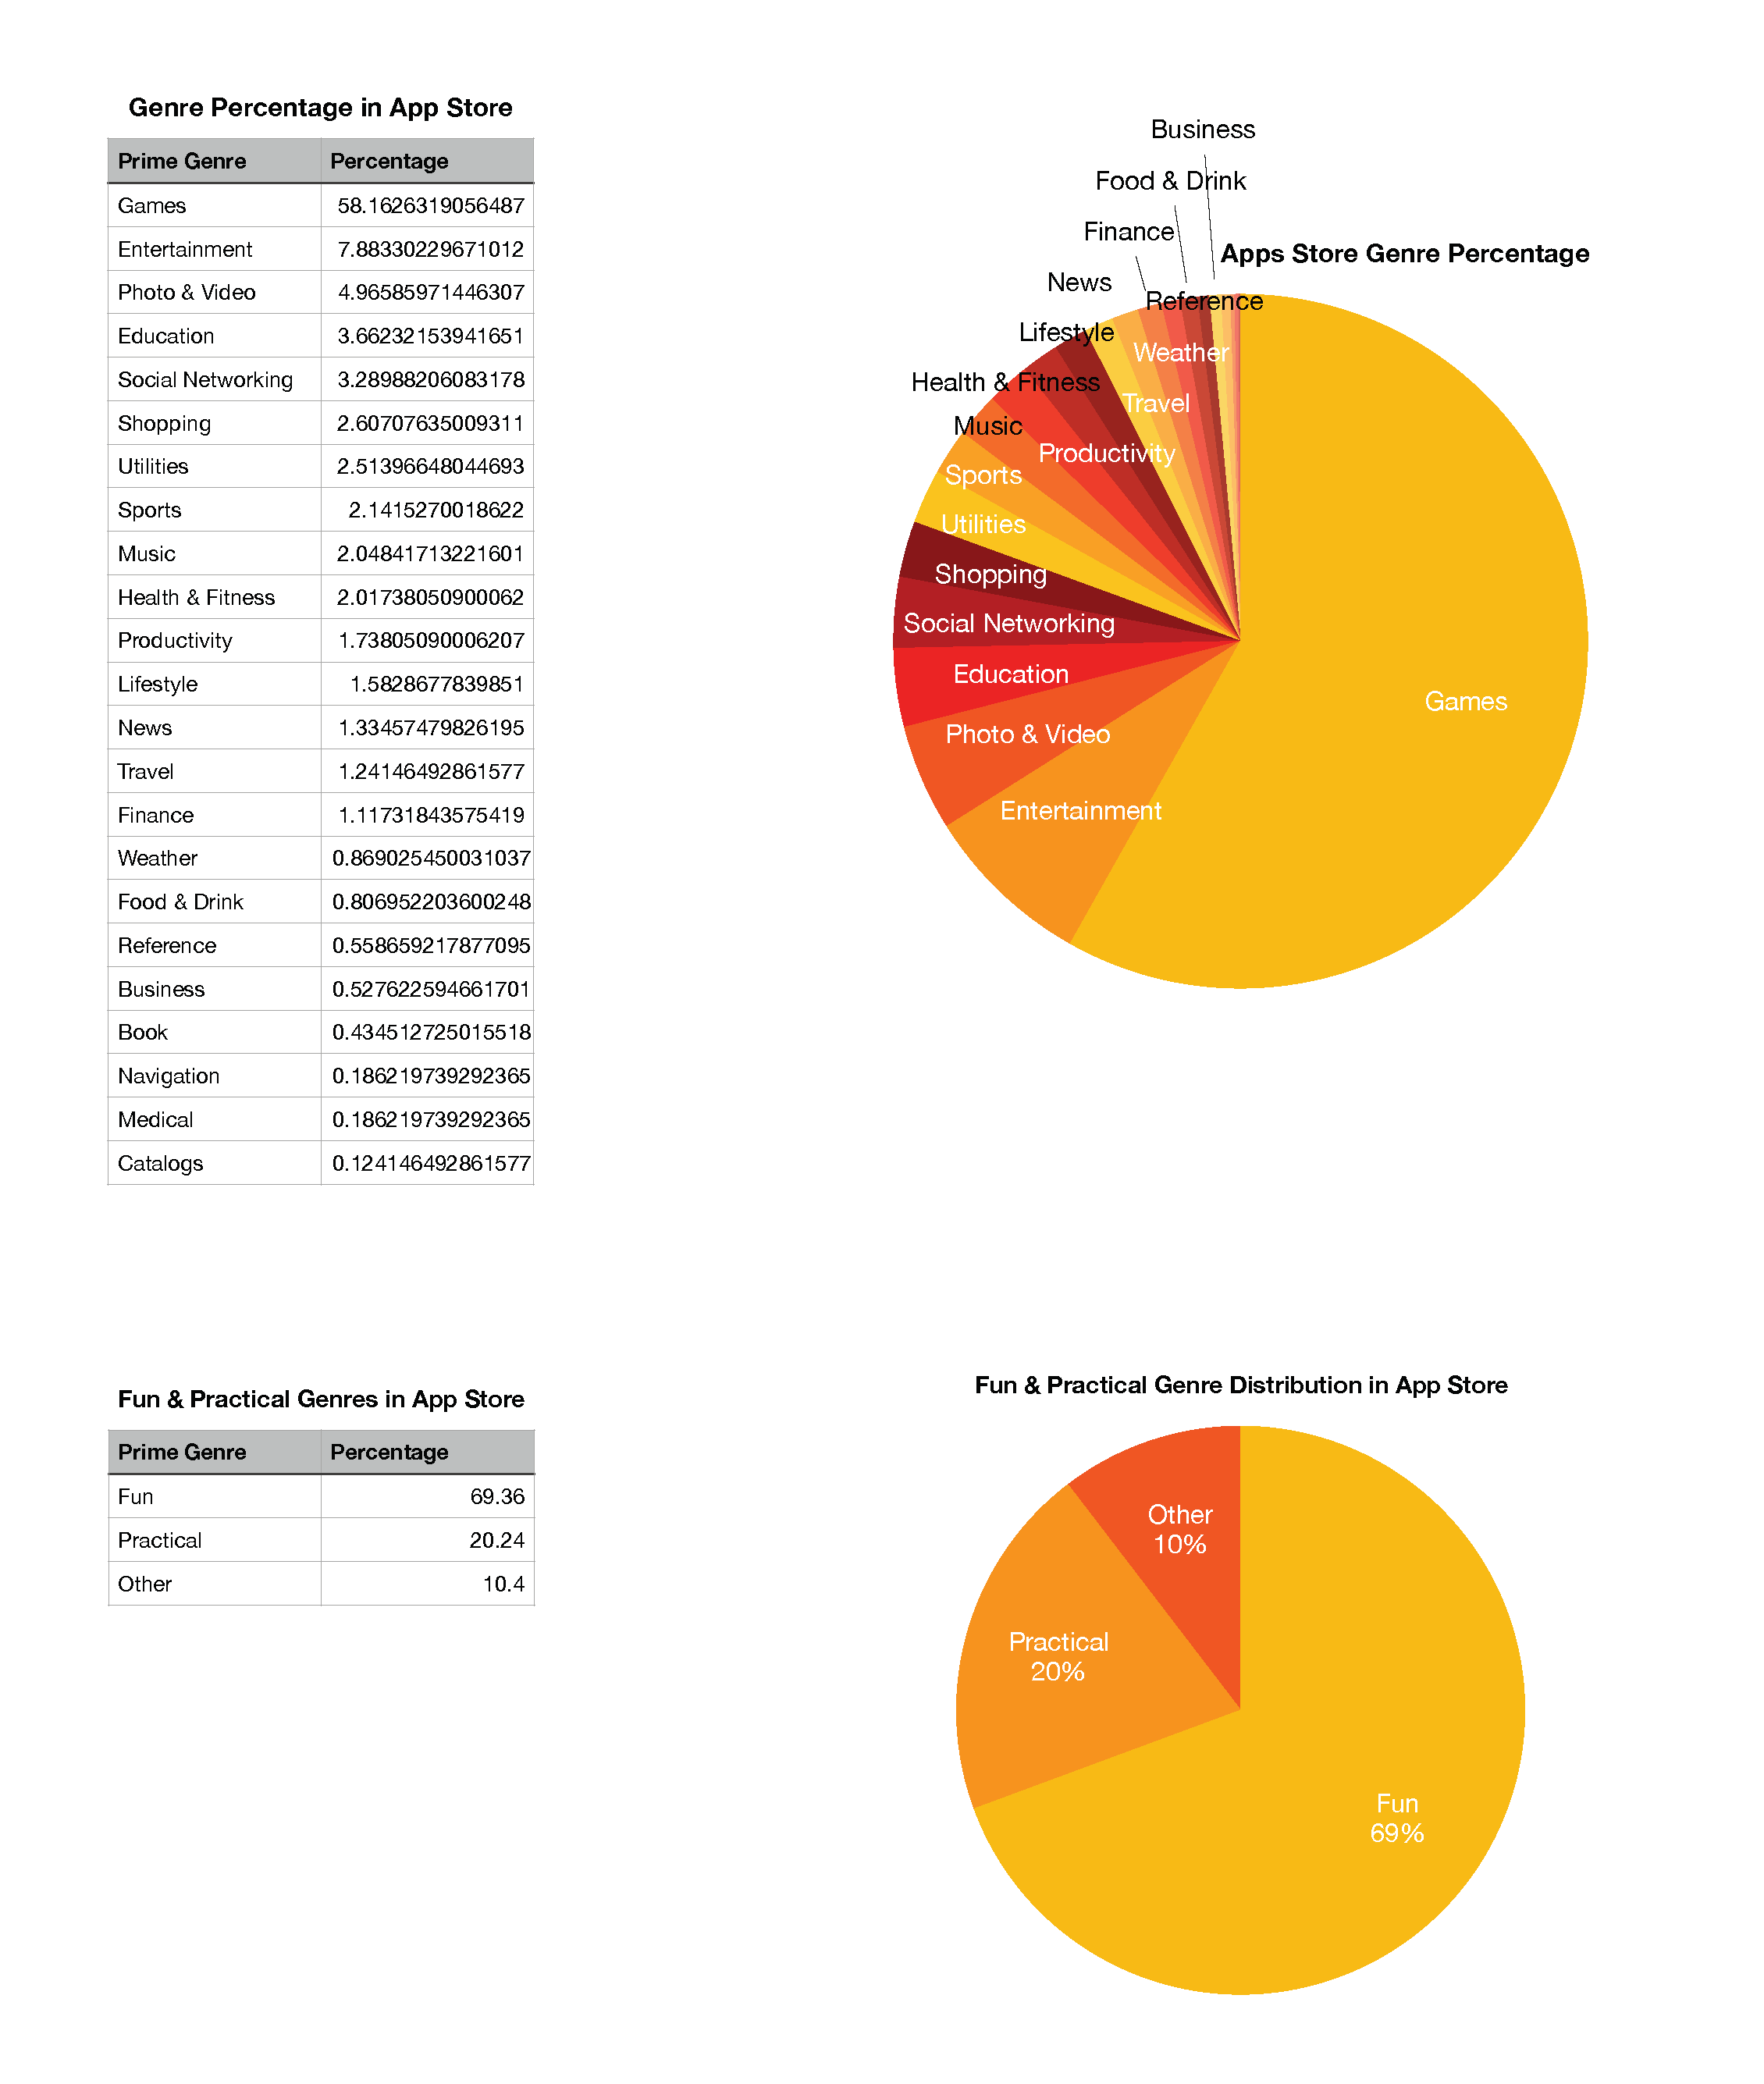 Genre Percentage in App Store
Prime Genre Percentage
Games 58.1626319056487
Entertainment 7.88330229671012
Photo & Video 4.96585971446307
Education 3.66232153941651
Social Networking 3.28988206083178
Shopping 2.60707635009311
Utilities 2.51396648044693
Sports 2.1415270018622
Music 2.04841713221601
Health & Fitness 2.01738050900062
Productivity 1.73805090006207
Lifestyle 1.5828677839851
News 1.33457479826195
Travel 1.24146492861577
Finance 1.11731843575419
Weather 0.869025450031037
Food & Drink 0.806952203600248
Reference 0.558659217877095
Business 0.527622594661701
Book 0.434512725015518
Navigation 0.186219739292365
Medical 0.186219739292365
Catalogs 0.124146492861577
Business
Food & Drink
Finance
Apps Store Genre Percentage
News
Reference
Lifestyle
Weather
Health & Fitness
Travel
Music
Productivity
Sports
Utilities
Shopping
Social Networking
Education
Games
Photo & Video
Entertainment
Fun & Practical Genres in App Store
Prime Genre Percentage
Fun 69.36
Practical 20.24
Other 10.4
Fun & Practical Genre Distribution in App Store
Other
10%
Practical
20%
Fun
69%